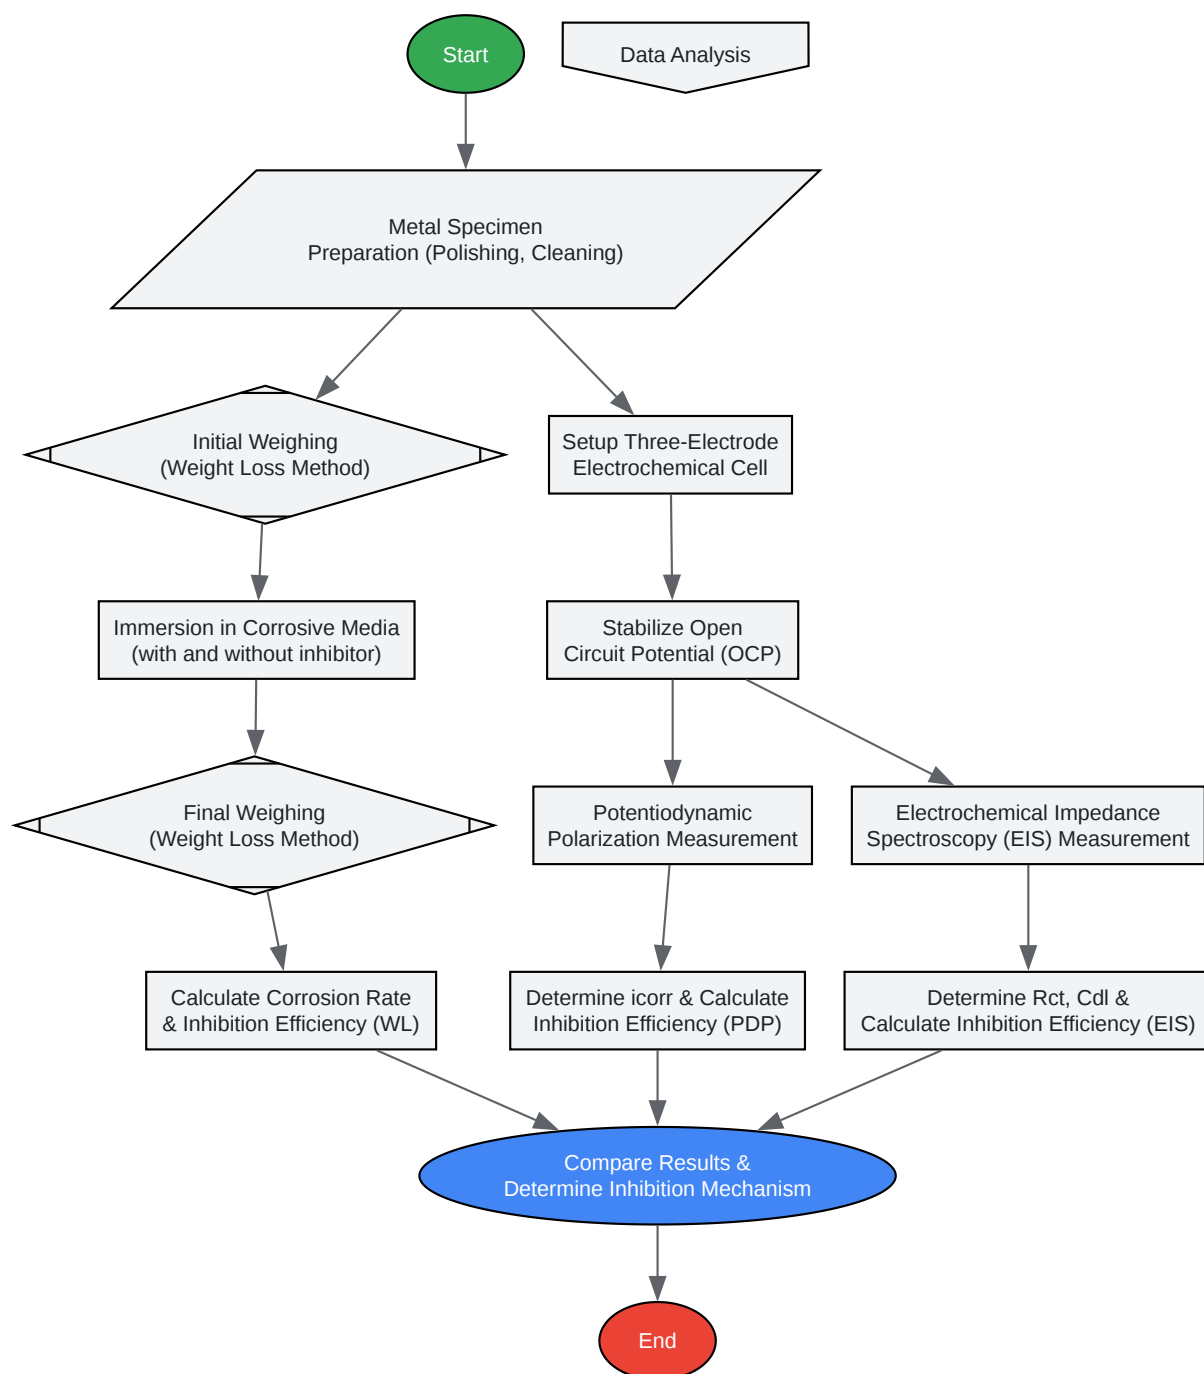 Start
Data Analysis
Metal Specimen
Preparation (Polishing, Cleaning)
Initial Weighing
(Weight Loss Method)
Setup Three-Electrode
Electrochemical Cell
Immersion in Corrosive Media
(with and without inhibitor)
Stabilize Open
Circuit Potential (OCP)
Final Weighing
(Weight Loss Method)
Potentiodynamic
Polarization Measurement
Electrochemical Impedance
Spectroscopy (EIS) Measurement
Calculate Corrosion Rate
& Inhibition Efficiency (WL)
Determine icorr & Calculate
Inhibition Efficiency (PDP)
Determine Rct, Cdl &
Calculate Inhibition Efficiency (EIS)
Compare Results &
Determine Inhibition Mechanism
End